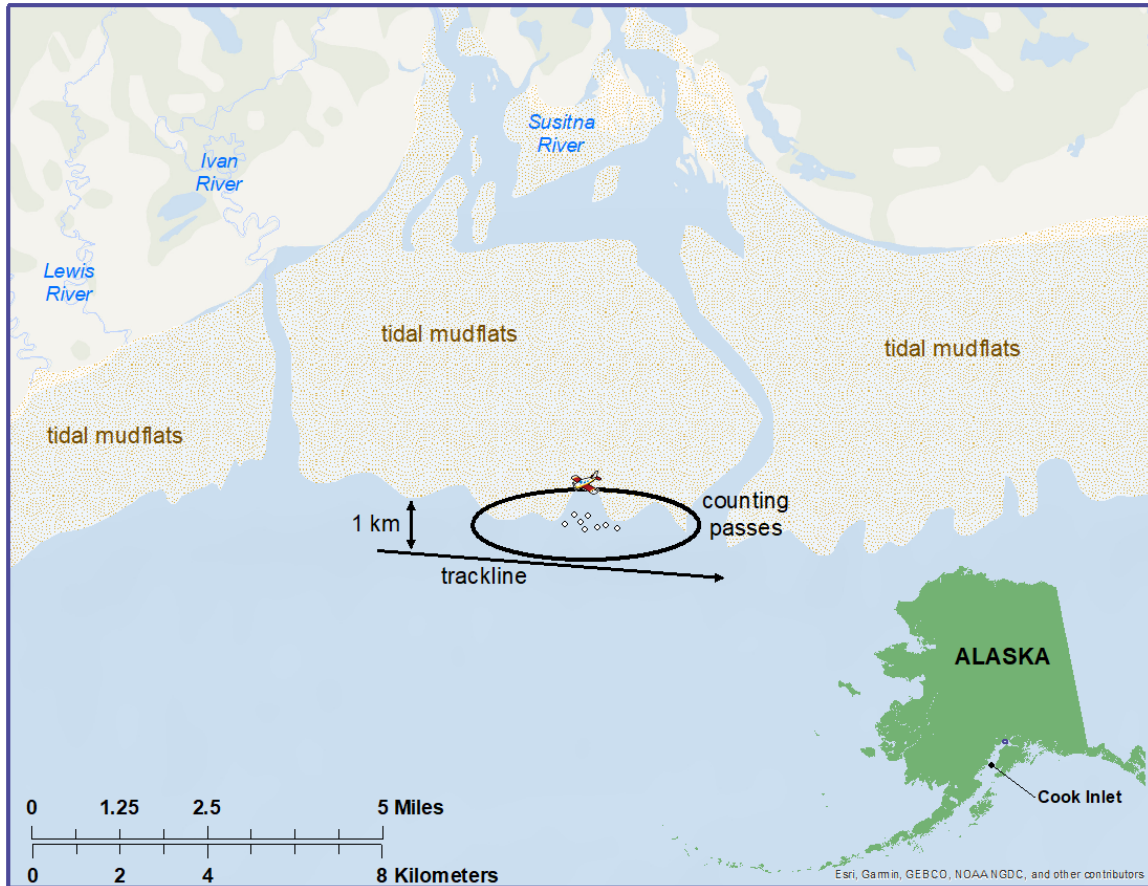 Susitna
River
Ivan
River
Lewis
River
tidal mudflats
tidal mudflats
tidal mudflats
counting
passes
1 km
trackline
ALASKA
Cook Inlet
0 1.25 2.5 5 Miles
0 2 4 8 Kilometers
Esri, Garmin, GEBCO, NOAA NGDC, and other contributors